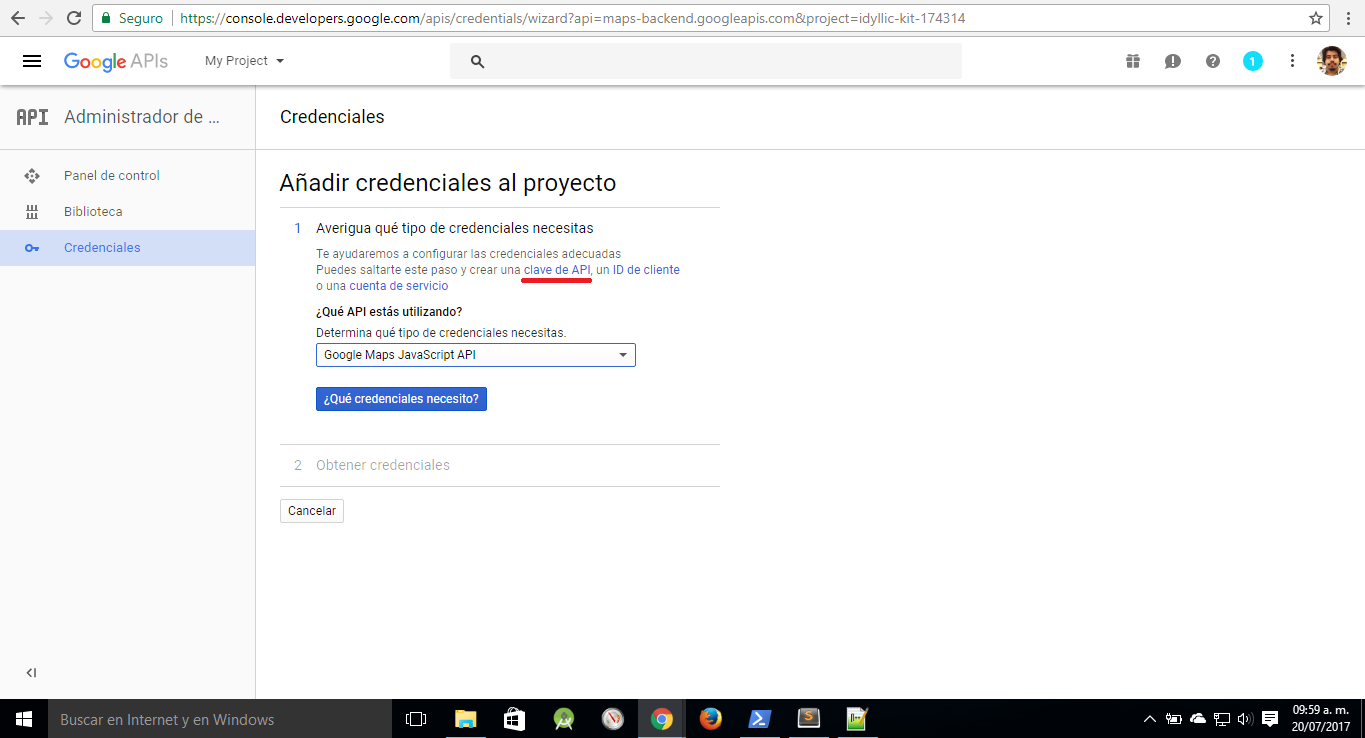 Seguro
https://console.developers.google.com/apis/credentials/wizard?api=maps-backend.googleapis.com&project=idyllic-kit-174314
Google APIs
My Project
1
API
Administrador de ...
Credenciales
Panel de control
Biblioteca
Credenciales
Añadir credenciales al proyecto
1 Averigua qué tipo de credenciales necesitas
Te ayudaremos a configurar las credenciales adecuadas
Puedes saltarte este paso y crear una clave de API, un ID de cliente
o una cuenta de servicio
¿Qué API estás utilizando?
Determina qué tipo de credenciales necesitas.
Google Maps JavaScript API
¿Qué credenciales necesito?
2 Obtener credenciales
Cancelar
Buscar en Internet y en Windows
09:59 a. m.
20/07/2017